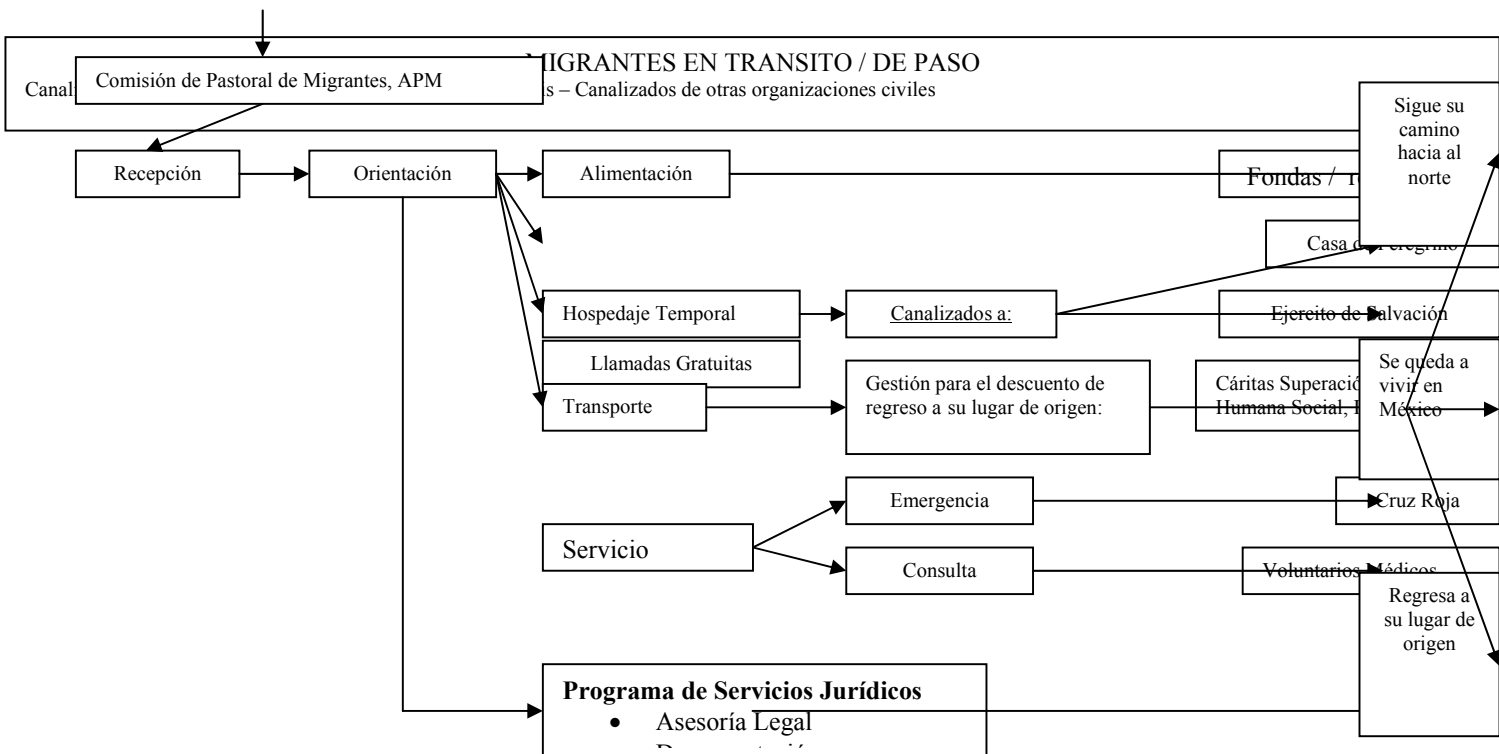 MIGRANTES EN TRANSITO / DE PASO
Comisión de Pastoral de Migrantes, APM
– Canalizados de otras organizaciones civiles
Recepción
Orientación
Alimentación
Fondas /
Sigue su
camino
hacia al
norte
Casa
Hospedaje Temporal
Canalizados a:
Ejercito de Salvación
Llamadas Gratuitas
Transporte
Gestión para el descuento de
regreso a su lugar de origen:
Cáritas
Humana Social,
Se queda a
vivir en
México
Servicio
Emergencia
Cruz Roja
Consulta
Voluntarios Médicos
Regresa a
su lugar de
origen
Programa de Servicios Jurídicos
• Asesoría Legal